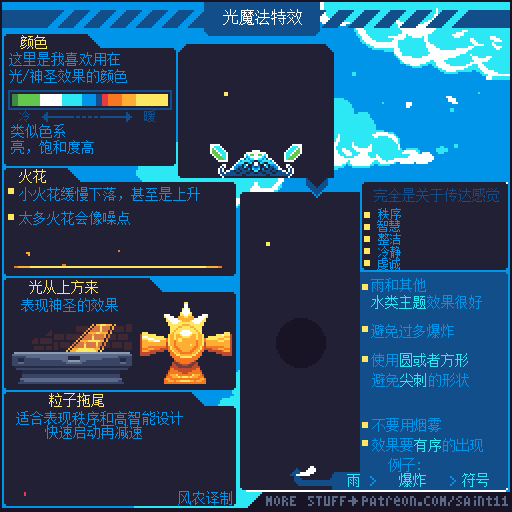 光魔法特效
颜色
这里是我喜欢用在
光/神圣效果的颜色
冷
暖
类似色系
亮，饱和度高
火花
小火花缓慢下落，甚至是上升
太多火花会像噪点
光从上方来
表现神圣的效果
粒子拖尾
适合表现秩序和高智能设计
快速启动再减速
风农译制
完全是关于传达感觉
秩序
智慧
整洁
冷静
虔诚
雨和其他
水类主题效果很好
避免过多爆炸
使用圆或者方形
避免尖刺的形状
不要用烟雾
效果要有序的出现
例子：
雨 > 爆炸 > 符号
MORE STUFF→PATREON.COM/SAINT11